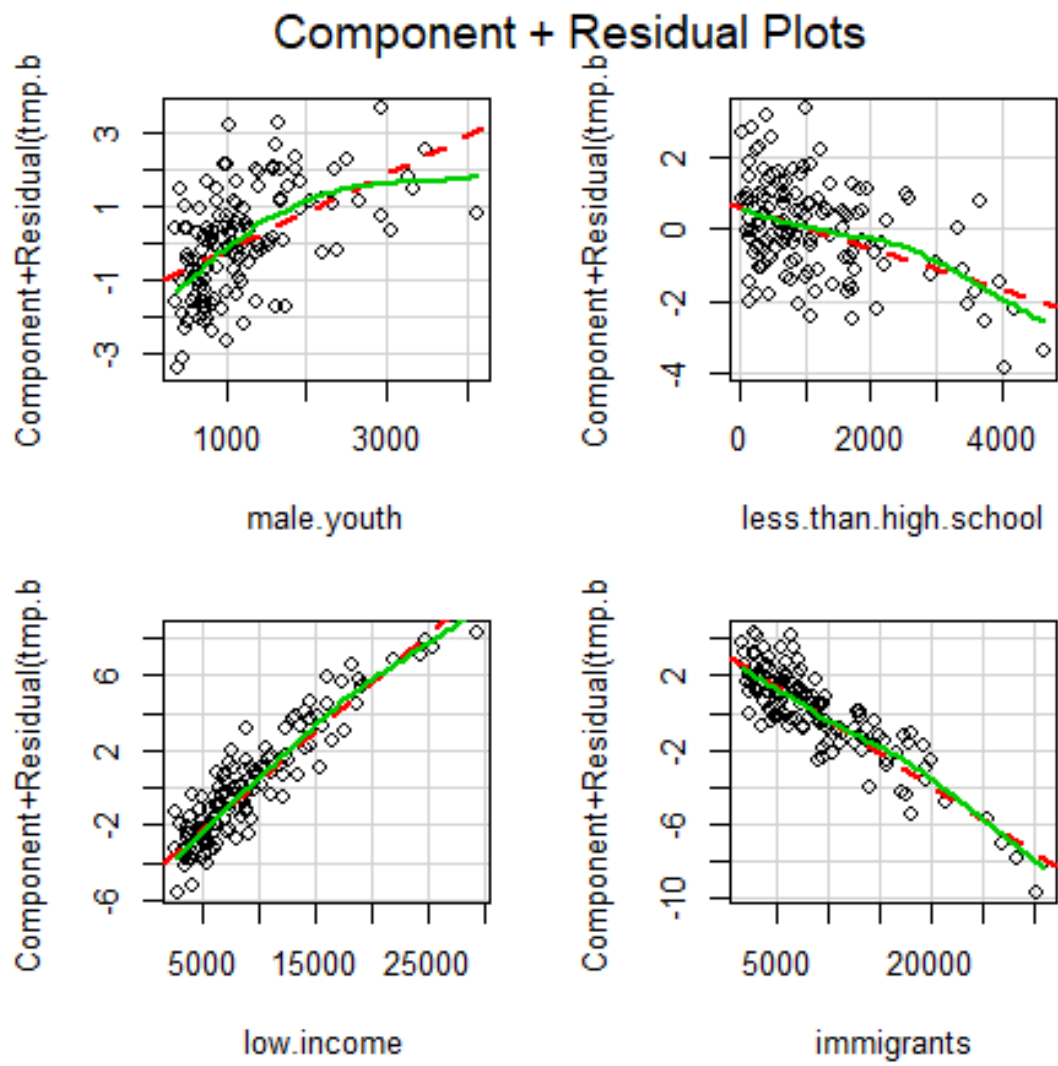 Component + Residual Plots
Component+Residual(tmp.b
3
1
-1
-3
1000 3000
male.youth
Component+Residual(tmp.b
2
0
-2
-4
0 2000 4000
less.than.high.school
Component+Residual(tmp.b
6
2
-2
-6
5000 15000 25000
low.income
Component+Residual(tmp.b
2
-2
-6
-10
5000 20000
immigrants